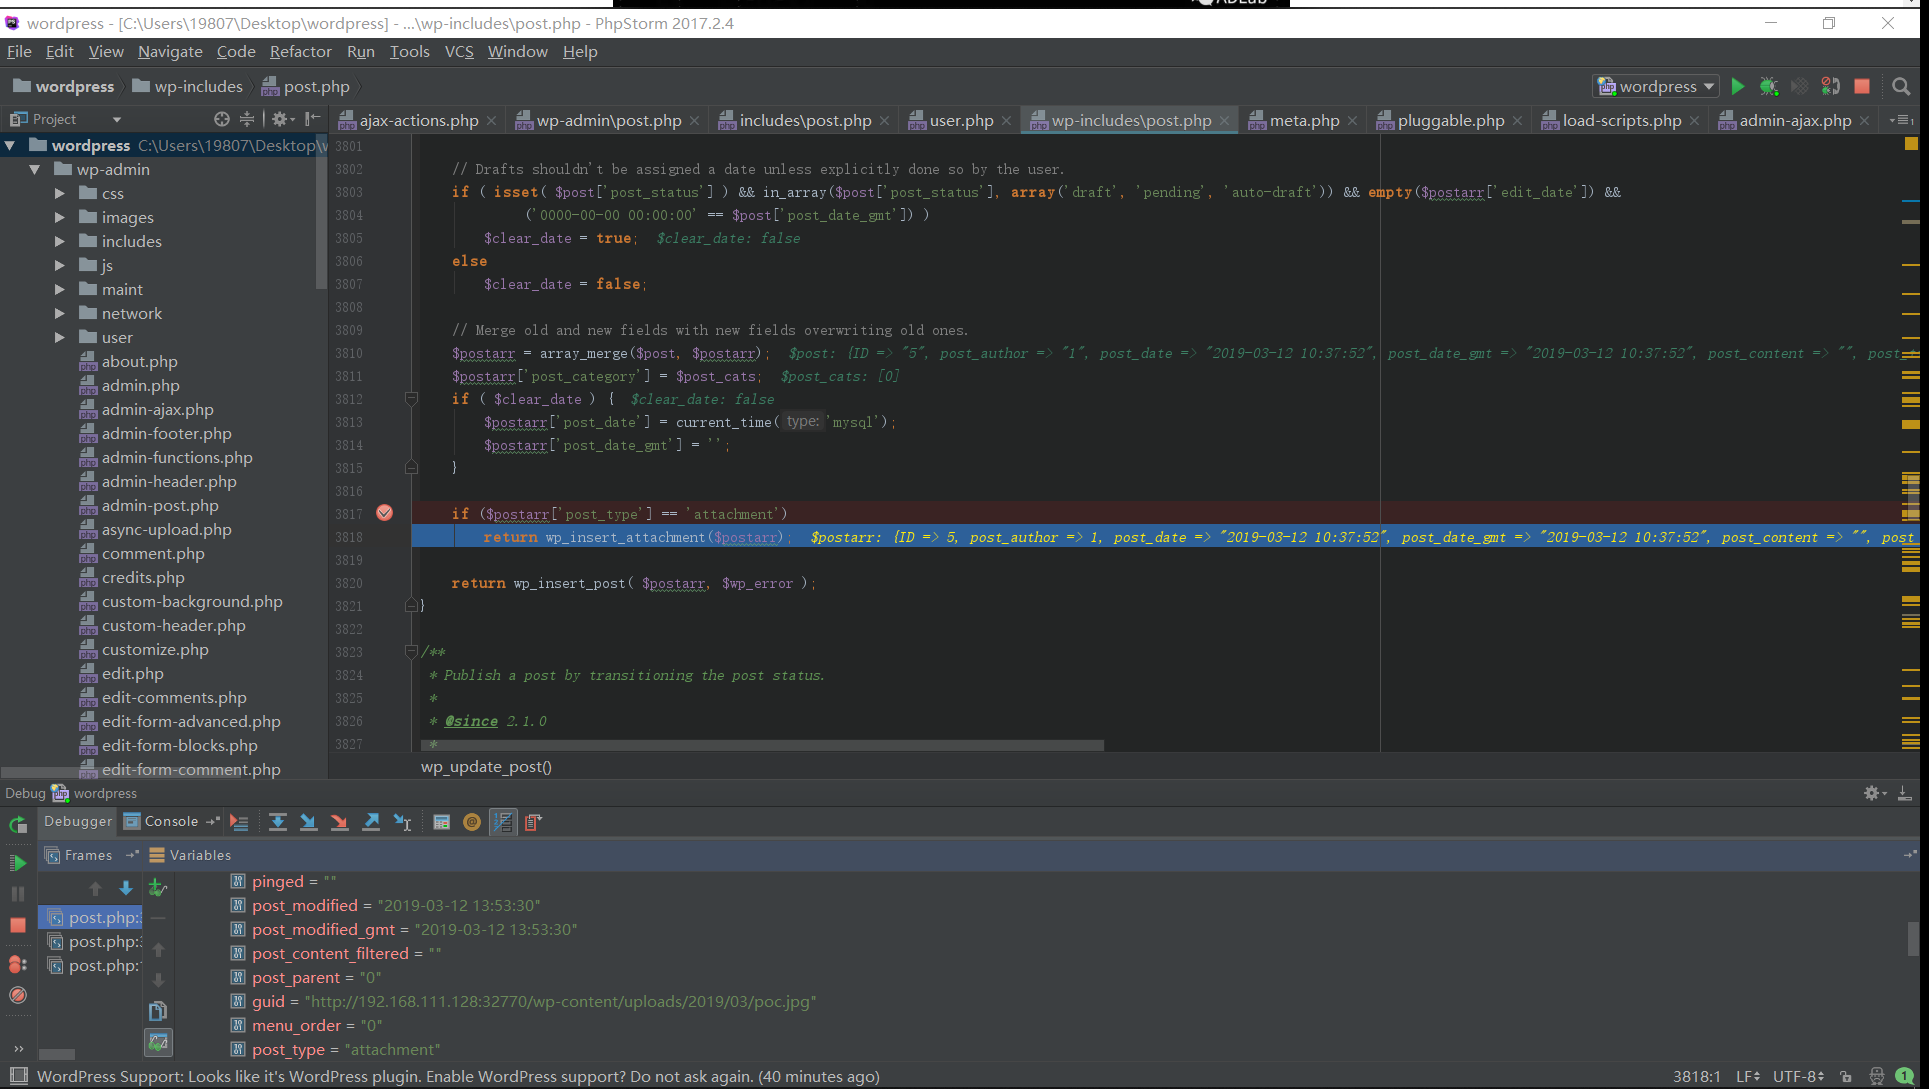 ADLab
wordpress - [C:\Users\19807\Desktop\wordpress] - ...\wp-includes\post.php - PhpStorm 2017.2.4
File Edit View Navigate Code Refactor Run Tools VCS Window Help
wordpress wp-includes post.php wordpress
Project ajax-actions.php wp-admin\post.php includes\post.php user.php wp-includes\post.php meta.php pluggable.php load-scripts.php admin-ajax.php
wordpress C:\Users\19807\Desktop\w
wp-admin
css
images
includes
js
maint
network
user
about.php
admin.php
admin-ajax.php
admin-footer.php
admin-functions.php
admin-header.php
admin-post.php
async-upload.php
comment.php
credits.php
custom-background.php
custom-header.php
customize.php
edit.php
edit-comments.php
edit-form-advanced.php
edit-form-blocks.php
edit-form-comment.php
3801
3802 // Drafts shouldn't be assigned a date unless explicitly done so by the user.
3803 if ( isset( $post['post_status'] ) && in_array($post['post_status'], array('draft', 'pending', 'auto-draft')) && empty($postarr['edit_date']) &&
3804 ('0000-00-00 00:00:00' == $post['post_date_gmt']) )
3805 $clear_date = true; $clear_date: false
3806 else
3807 $clear_date = false;
3808
3809 // Merge old and new fields with new fields overwriting old ones.
3810 $postarr = array_merge($post, $postarr); $post: {ID => "5", post_author => "1", post_date => "2019-03-12 10:37:52", post_date_gmt => "2019-03-12 10:37:52", post_content => "", post_
3811 $postarr['post_category'] = $post_cats; $post_cats: [0]
3812 if ( $clear_date ) { $clear_date: false
3813 $postarr['post_date'] = current_time( type: 'mysql');
3814 $postarr['post_date_gmt'] = '';
3815 }
3816
3817 if ($postarr['post_type'] == 'attachment')
3818 return wp_insert_attachment($postarr); $postarr: {ID => 5, post_author => 1, post_date => "2019-03-12 10:37:52", post_date_gmt => "2019-03-12 10:37:52", post_content => "", post
3819
3820 return wp_insert_post( $postarr, $wp_error );
3821 }
3822
3823 /**
3824 * Publish a post by transitioning the post status.
3825 *
3826 * @since 2.1.0
3827 *
wp_update_post()
Debug wordpress
Debugger Console
Frames Variables
post.php:
post.php:
post.php:
pinged = ""
post_modified = "2019-03-12 13:53:30"
post_modified_gmt = "2019-03-12 13:53:30"
post_content_filtered = ""
post_parent = "0"
guid = "http://192.168.111.128:32770/wp-content/uploads/2019/03/poc.jpg"
menu_order = "0"
post_type = "attachment"
WordPress Support: Looks like it's WordPress plugin. Enable WordPress support? Do not ask again. (40 minutes ago) 3818:1 LF UTF-8 1